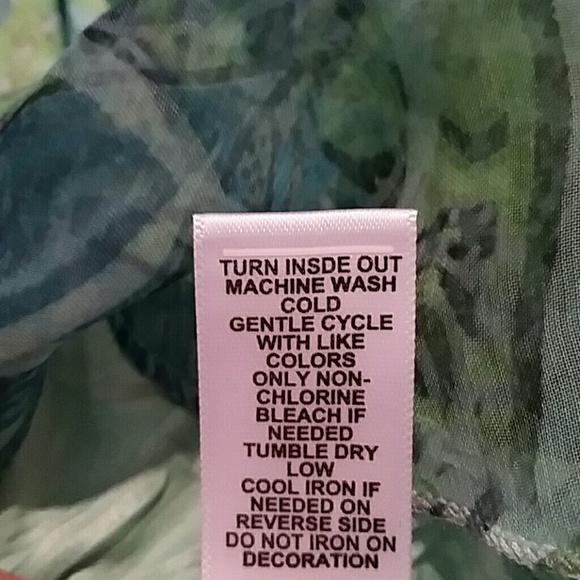 TURN INSDE OUT
MACHINE WASH
COLD
GENTLE CYCLE
WITH LIKE
COLORS
ONLY NON-
CHLORINE
BLEACH IF
NEEDED
TUMBLE DRY
LOW
COOL IRON IF
NEEDED ON
REVERSE SIDE
DO NOT IRON ON
DECORATION